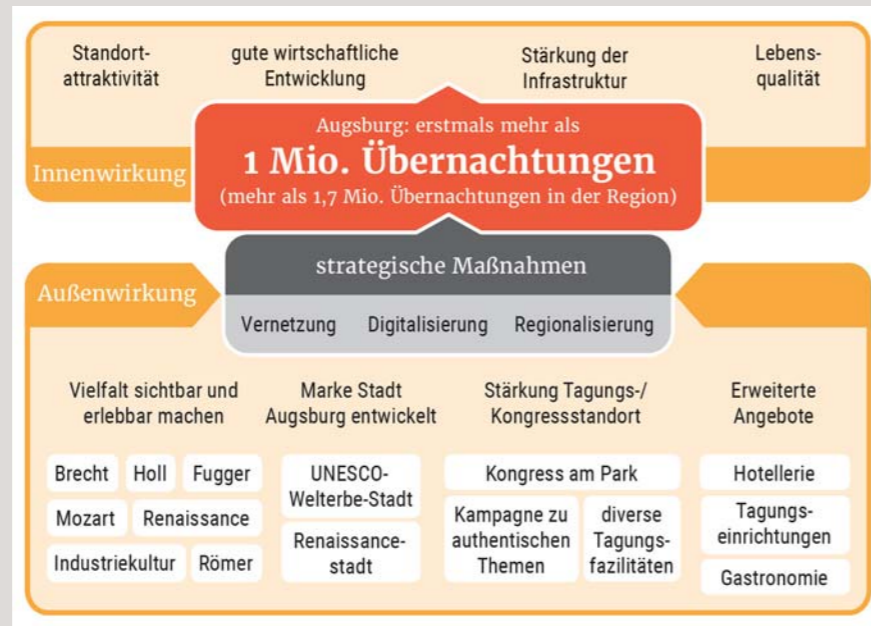 Standort-
attraktivität
gute wirtschaftliche
Entwicklung
Stärkung der
Infrastruktur
Lebens-
qualität
Innenwirkung
Augsburg: erstmals mehr als
1 Mio. Übernachtungen
(mehr als 1,7 Mio. Übernachtungen in der Region)
strategische Maßnahmen
Vernetzung Digitalisierung Regionalisierung
Außenwirkung
Vielfalt sichtbar und
erlebbar machen
Brecht Holl Fugger
Mozart Renaissance
Industriekultur Römer
Marke Stadt
Augsburg entwickelt
UNESCO-
Welterbe-Stadt
Renaissance-
stadt
Stärkung Tagungs-/
Kongressstandort
Kongress am Park
Kampagne zu
authentischen
Themen
diverse
Tagungs-
fazilitäten
Erweiterte
Angebote
Hotellerie
Tagungs-
einrichtungen
Gastronomie